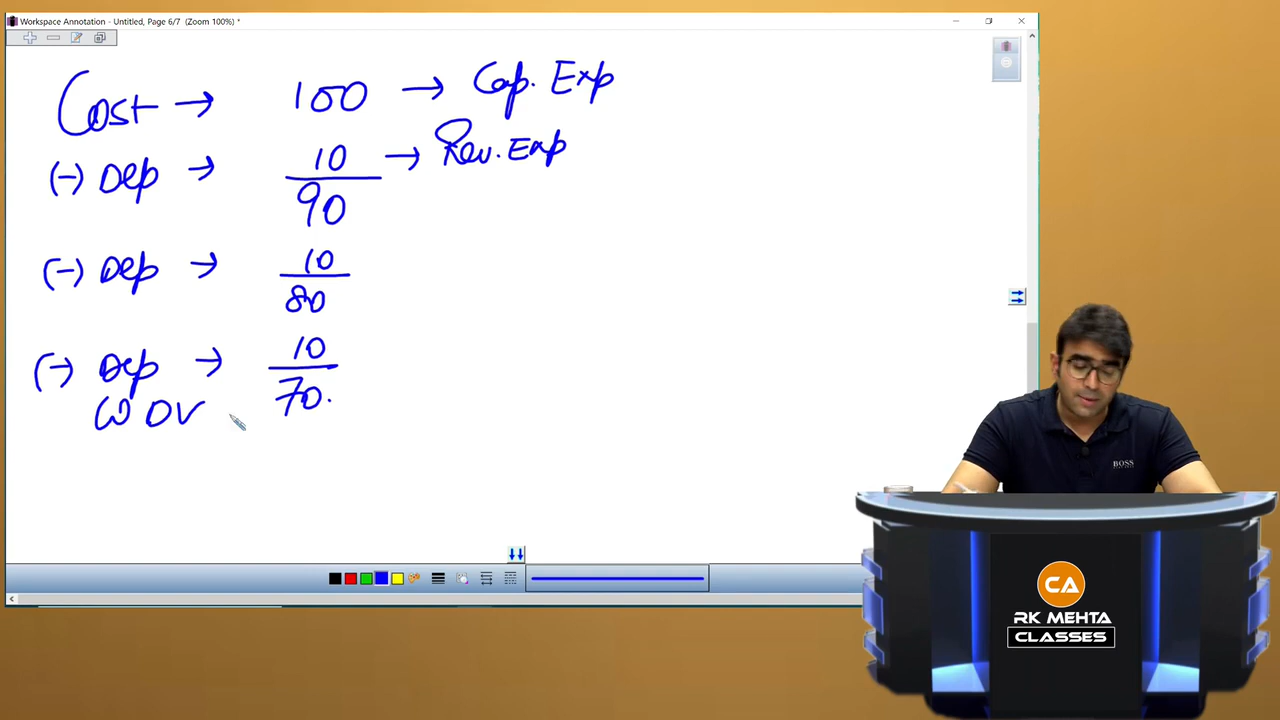 Workspace Annotation - Untitled, Page 6/7 (Zoom 100%) *
Cost → 100 → Cap. Exp
(-) Dep → 10 → Rev. Exp
90
(-) Dep → 10
80
(-) Dep → 10
WDV 70.
BOSS
CA
RK MEHTA
CLASSES